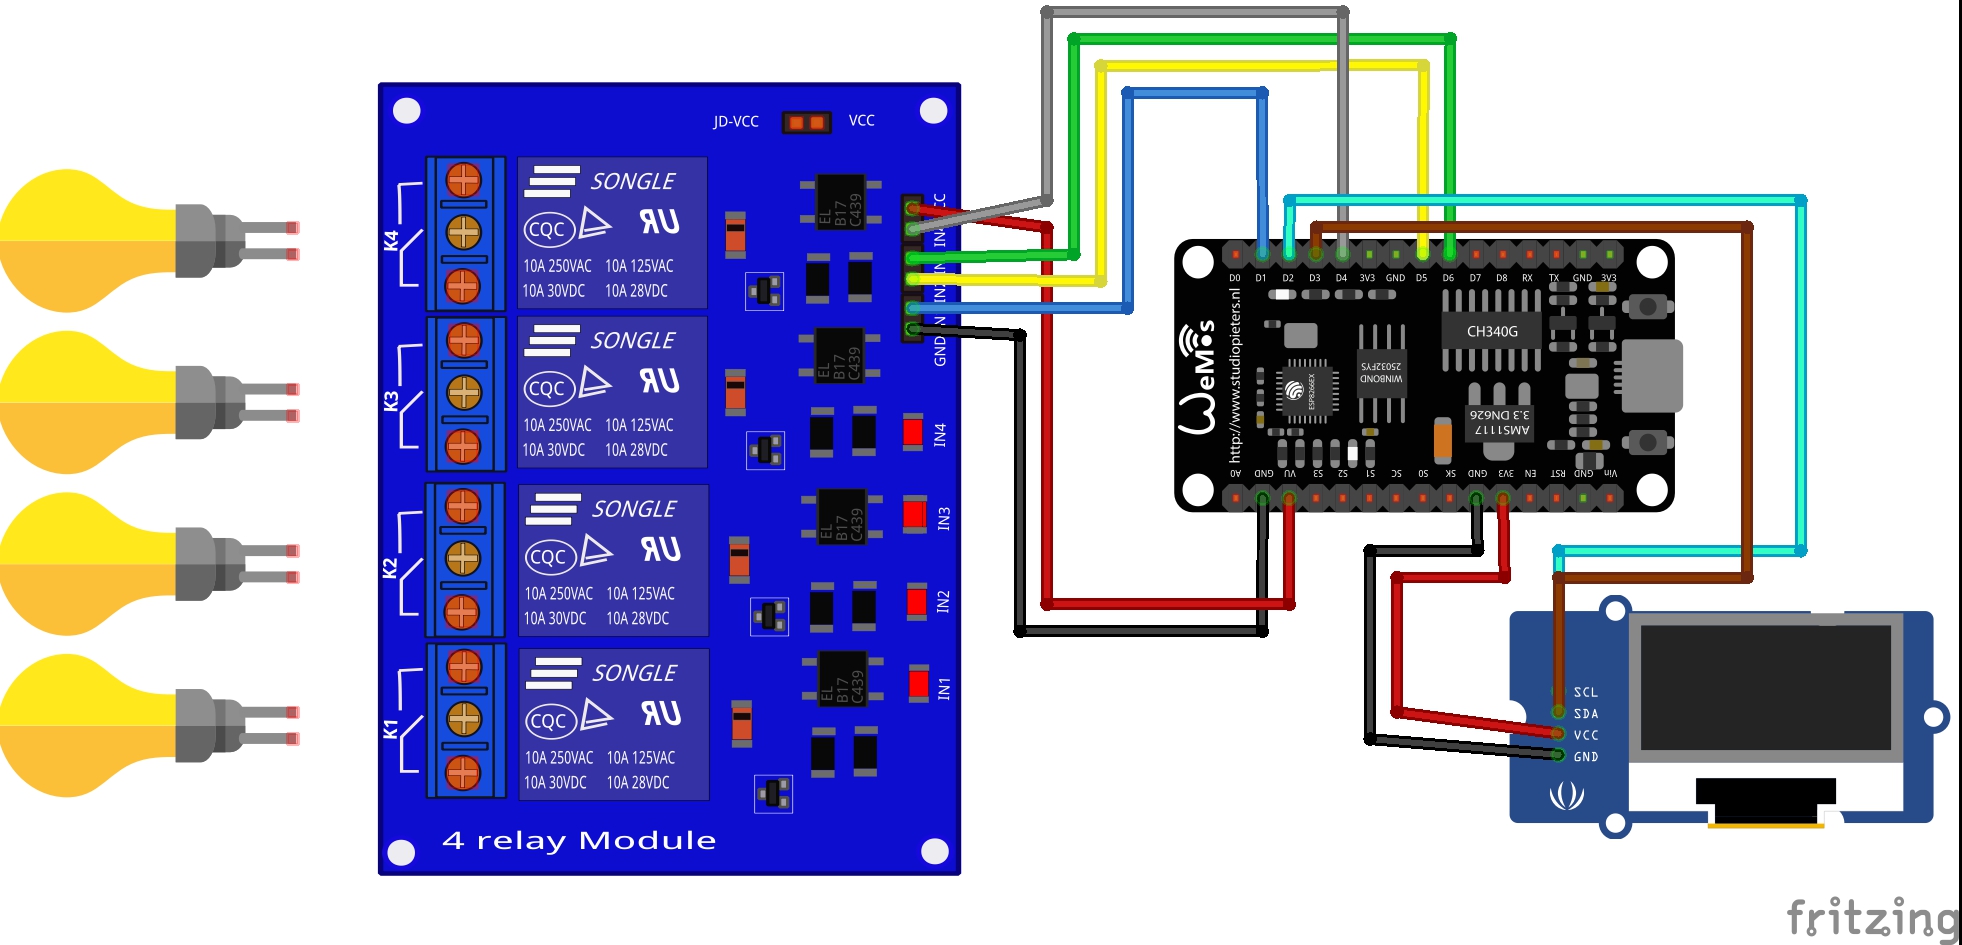 JD-VCC
VCC
K4
SONGLE
CQC
UR
10A 250VAC 10A 125VAC
10A 30VDC 10A 28VDC
EL
B17
C439
K3
SONGLE
CQC
UR
10A 250VAC 10A 125VAC
10A 30VDC 10A 28VDC
EL
B17
C439
K2
SONGLE
CQC
UR
10A 250VAC 10A 125VAC
10A 30VDC 10A 28VDC
EL
B17
C439
K1
SONGLE
CQC
UR
10A 250VAC 10A 125VAC
10A 30VDC 10A 28VDC
EL
B17
C439
GND
IN4
IN3
IN2
IN1
4 relay Module
D0 D1 D2 D3 D4 3V3 GND D5 D6 D7 D8 RX TX GND 3V3
WeMos
http://www.studiopieters.nl
ESP8266EX
WINBOND
25032FYS
CH340G
AMS1117
3.3 DN626
A0 GND VU S3 S2 S1 SC S0 SK GND 3V3 EN RST GND Vin
SCL
SDA
VCC
GND
fritzing